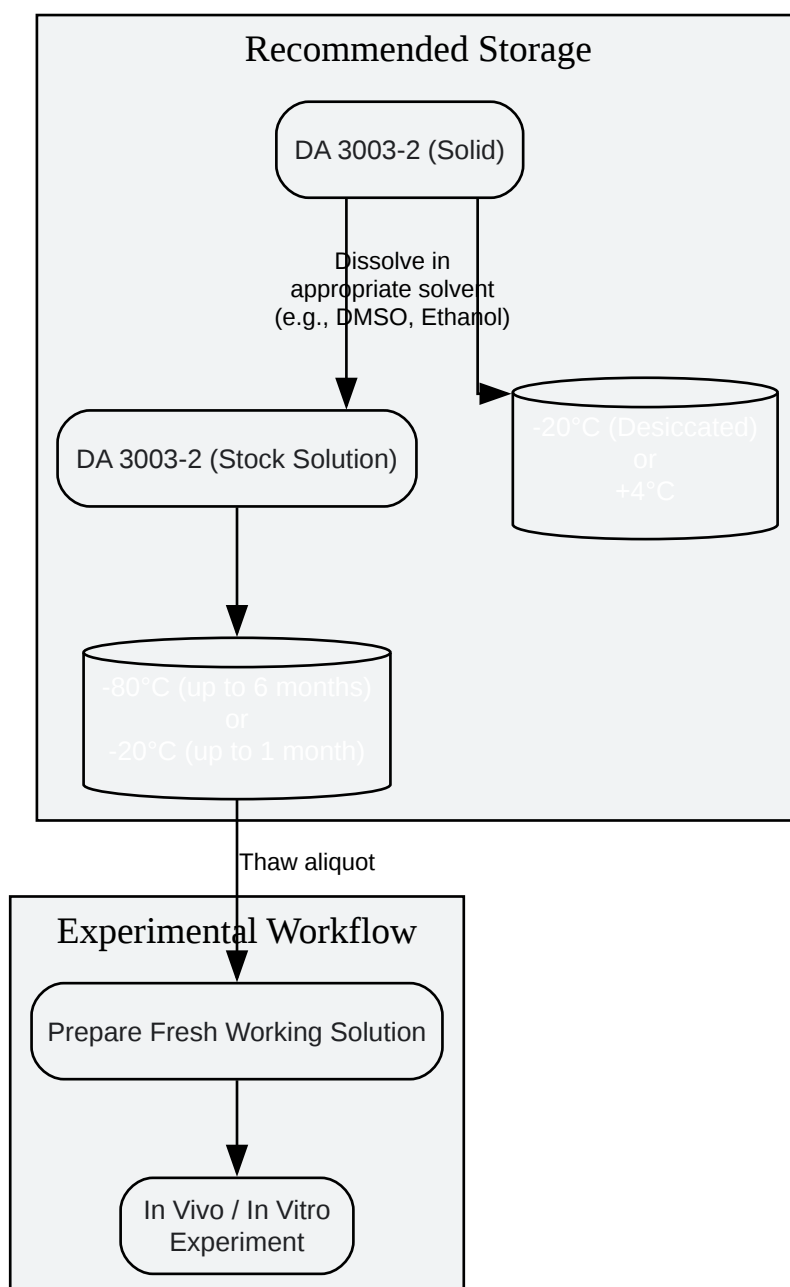 Recommended Storage
DA 3003-2 (Solid)
Dissolve in
appropriate solvent
(e.g., DMSO, Ethanol)
-20°C (Desiccated)
or
+4°C
DA 3003-2 (Stock Solution)
-80°C (up to 6 months)
or
-20°C (up to 1 month)
Thaw aliquot
Experimental Workflow
Prepare Fresh Working Solution
In Vivo / In Vitro
Experiment